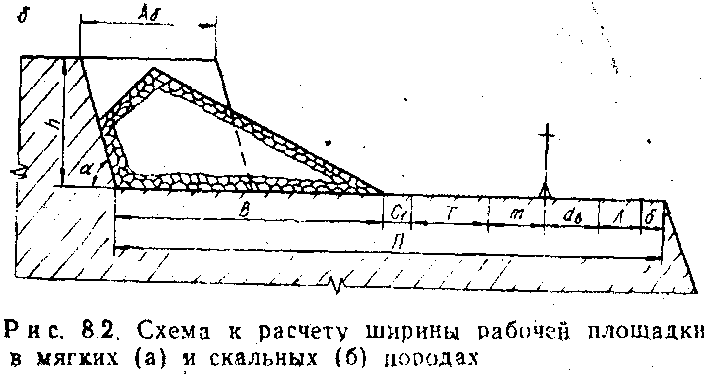 б
Аб
h
α
В С₁ Т m dв Л б
П
Рис. 8.2. Схема к расчету ширины рабочей площадки
в мягких (а) и скальных (б) породах